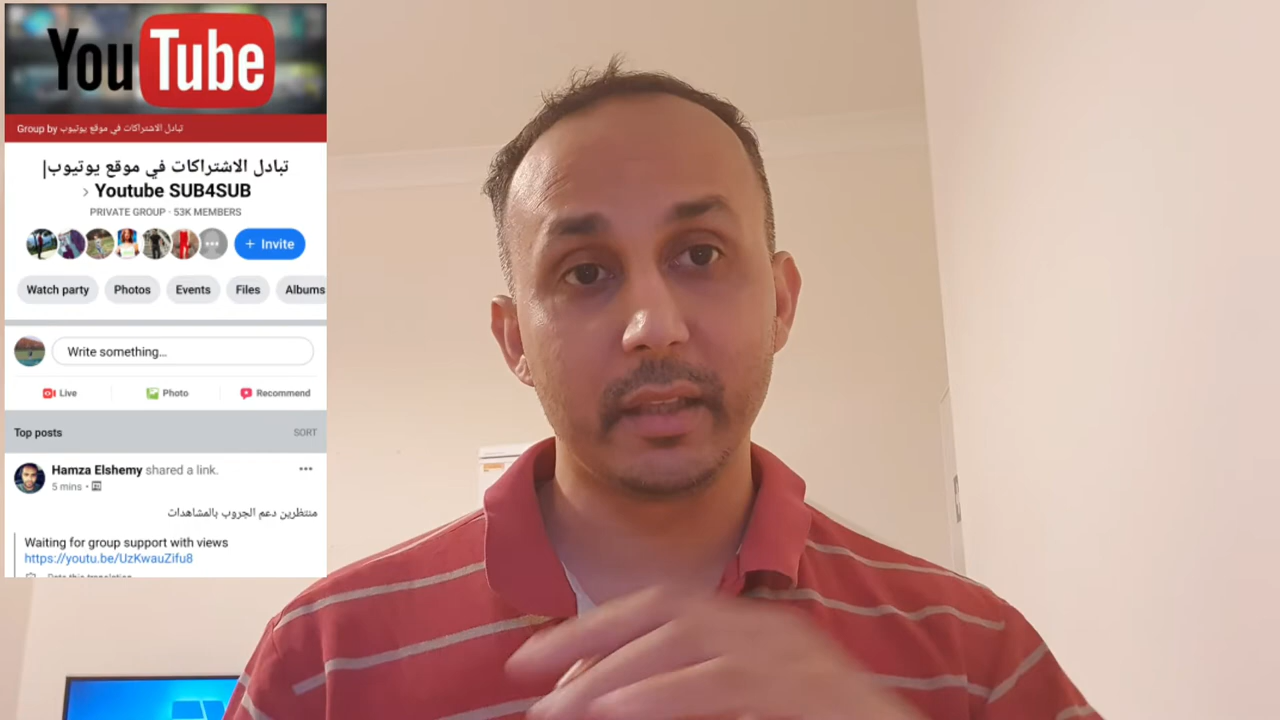 YouTube
Group by تبادل الاشتراكات في موقع يوتيوب
تبادل الاشتراكات في موقع يوتيوب|
Youtube SUB4SUB >
PRIVATE GROUP · 53K MEMBERS
+ Invite
Watch party Photos Events Files Albums
Write something...
Live Photo Recommend
Top posts SORT
Hamza Elshemy shared a link.
5 mins ·
منتظرين دعم الجروب بالمشاهدات
Waiting for group support with views
https://youtu.be/UzKwauZifu8